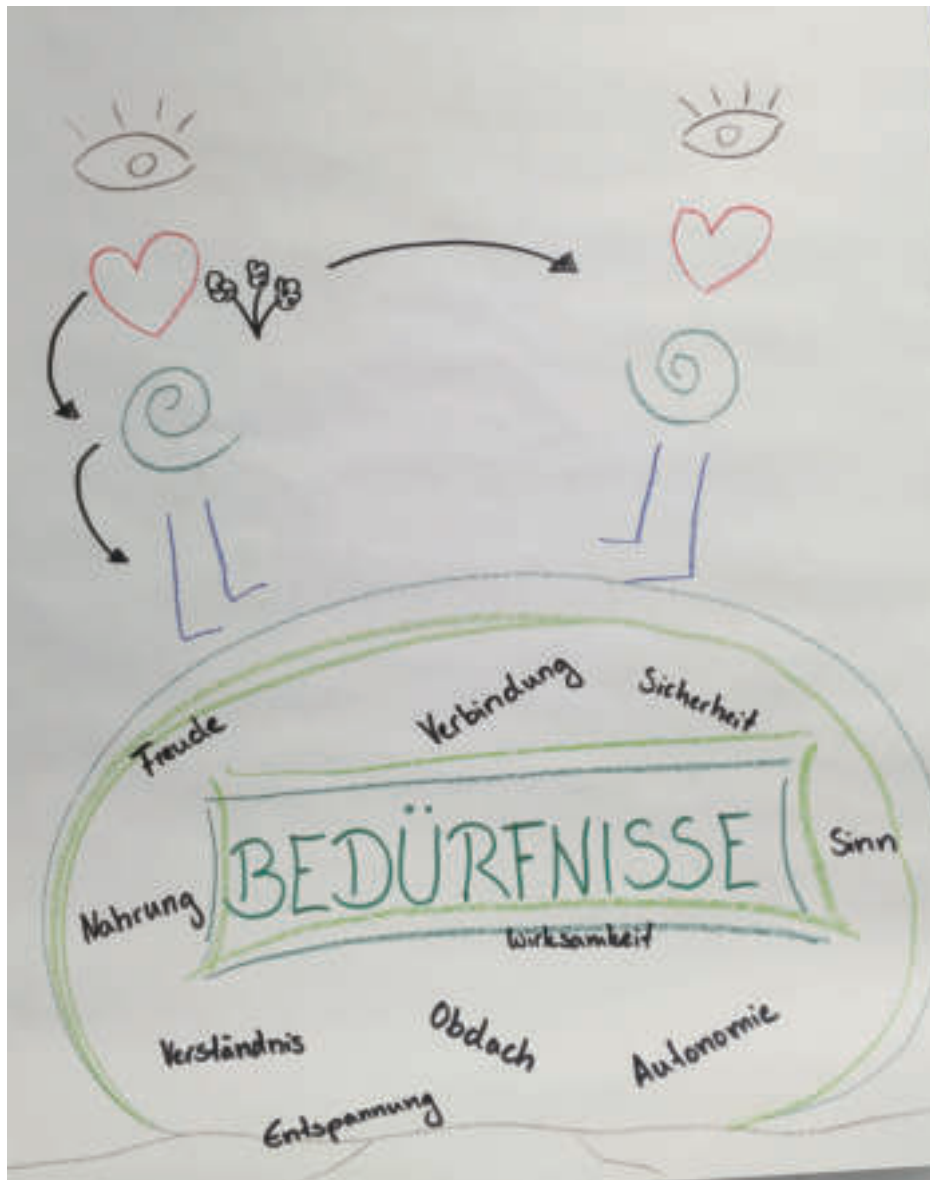 Freude
Verbindung
Sicherheit
BEDÜRFNISSE
Sinn
Nahrung
Wirksamkeit
Verständnis
Obdach
Autonomie
Entspannung